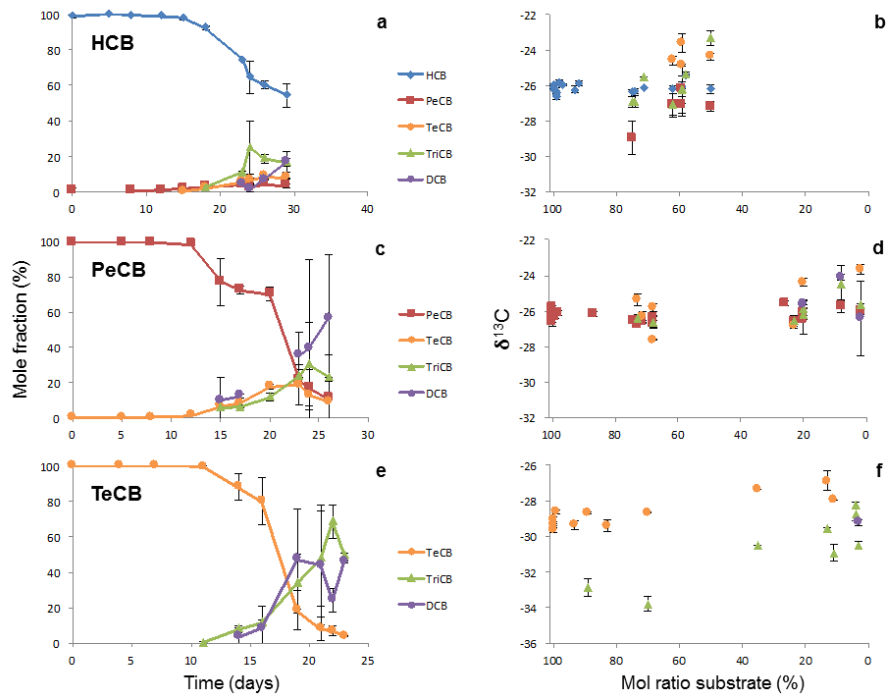 HCB
a
100
80
60
40
20
0
0 10 20 30 40
HCB
PeCB
TeCB
TriCB
DCB
b
-22
-24
-26
-28
-30
-32
100 80 60 40 20 0
PeCB
c
100
80
60
40
20
0
0 5 10 15 20 25 30
PeCB
TeCB
TriCB
DCB
Mole fraction (%)
d
-22
-24
-26
-28
-30
-32
100 80 60 40 20 0
δ13C
TeCB
e
100
80
60
40
20
0
0 5 10 15 20 25
TeCB
TriCB
DCB
Time (days)
f
-24
-26
-28
-30
-32
-34
-36
100 80 60 40 20 0
Mol ratio substrate (%)